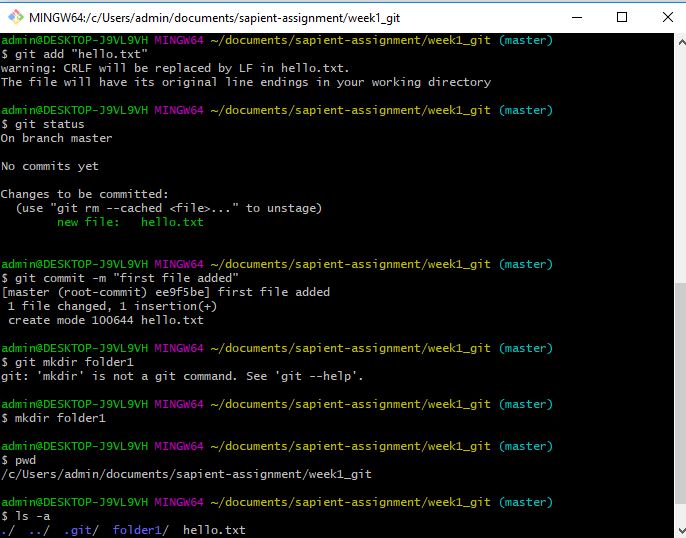 MINGW64:/c/Users/admin/documents/sapient-assignment/week1_git
admin@DESKTOP-J9VL9VH MINGW64 ~/documents/sapient-assignment/week1_git (master)
$ git add "hello.txt"
warning: CRLF will be replaced by LF in hello.txt.
The file will have its original line endings in your working directory
admin@DESKTOP-J9VL9VH MINGW64 ~/documents/sapient-assignment/week1_git (master)
$ git status
On branch master
No commits yet
Changes to be committed:
  (use "git rm --cached <file>..." to unstage)
        new file:   hello.txt
admin@DESKTOP-J9VL9VH MINGW64 ~/documents/sapient-assignment/week1_git (master)
$ git commit -m "first file added"
[master (root-commit) ee9f5be] first file added
 1 file changed, 1 insertion(+)
 create mode 100644 hello.txt
admin@DESKTOP-J9VL9VH MINGW64 ~/documents/sapient-assignment/week1_git (master)
$ git mkdir folder1
git: 'mkdir' is not a git command. See 'git --help'.
admin@DESKTOP-J9VL9VH MINGW64 ~/documents/sapient-assignment/week1_git (master)
$ mkdir folder1
admin@DESKTOP-J9VL9VH MINGW64 ~/documents/sapient-assignment/week1_git (master)
$ pwd
/c/Users/admin/documents/sapient-assignment/week1_git
admin@DESKTOP-J9VL9VH MINGW64 ~/documents/sapient-assignment/week1_git (master)
$ ls -a
./  ../  .git/  folder1/  hello.txt